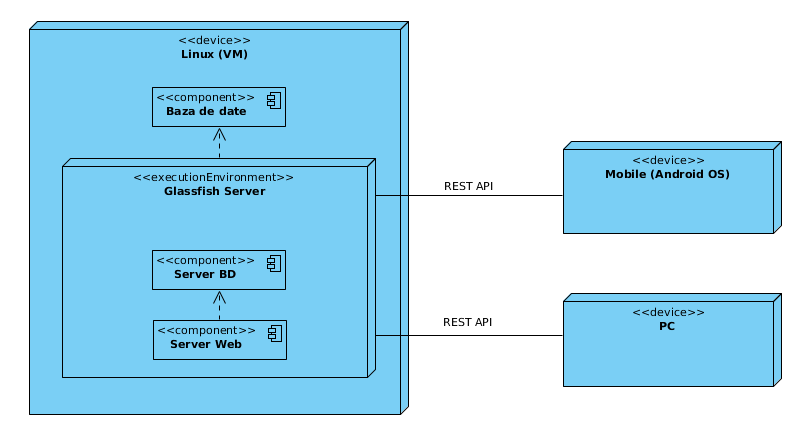 <<device>>
Linux (VM)
<<component>>
Baza de date
<<executionEnvironment>>
Glassfish Server
<<component>>
Server BD
<<component>>
Server Web
REST API
REST API
<<device>>
Mobile (Android OS)
<<device>>
PC